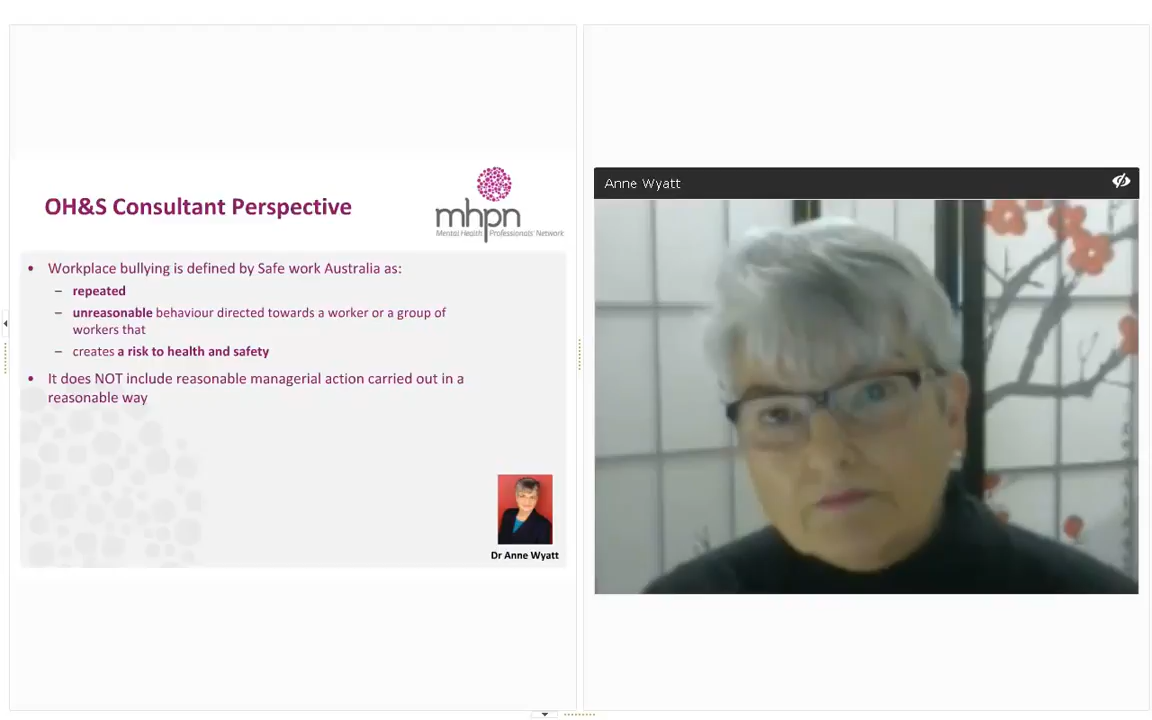 OH&S Consultant Perspective
mhpn
Mental Health Professionals' Network
• Workplace bullying is defined by Safe work Australia as:
– repeated
– unreasonable behaviour directed towards a worker or a group of
workers that
– creates a risk to health and safety
• It does NOT include reasonable managerial action carried out in a
reasonable way
Dr Anne Wyatt
Anne Wyatt